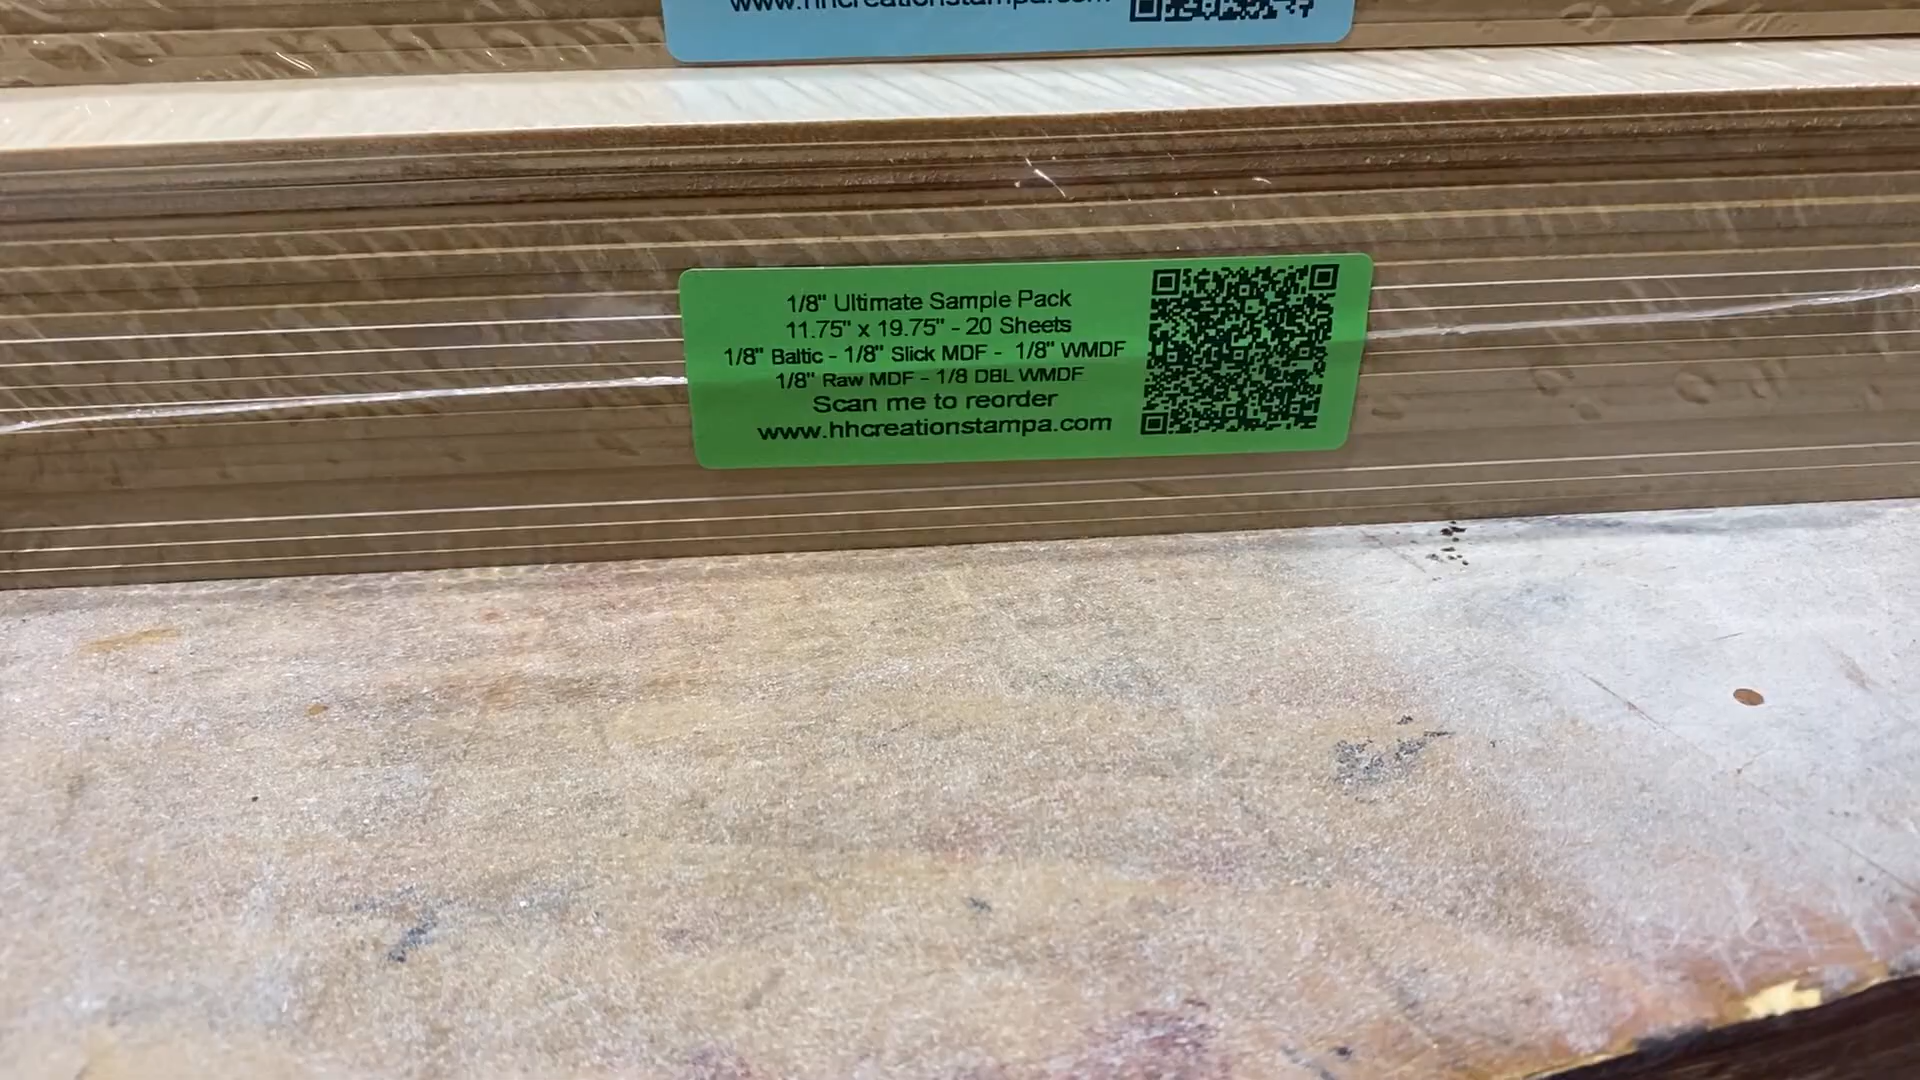 www.hhcreationstampa.com
1/8" Ultimate Sample Pack
11.75" x 19.75" - 20 Sheets
1/8" Baltic - 1/8" Slick MDF - 1/8" WMDF
1/8" Raw MDF - 1/8 DBL WMDF
Scan me to reorder
www.hhcreationstampa.com